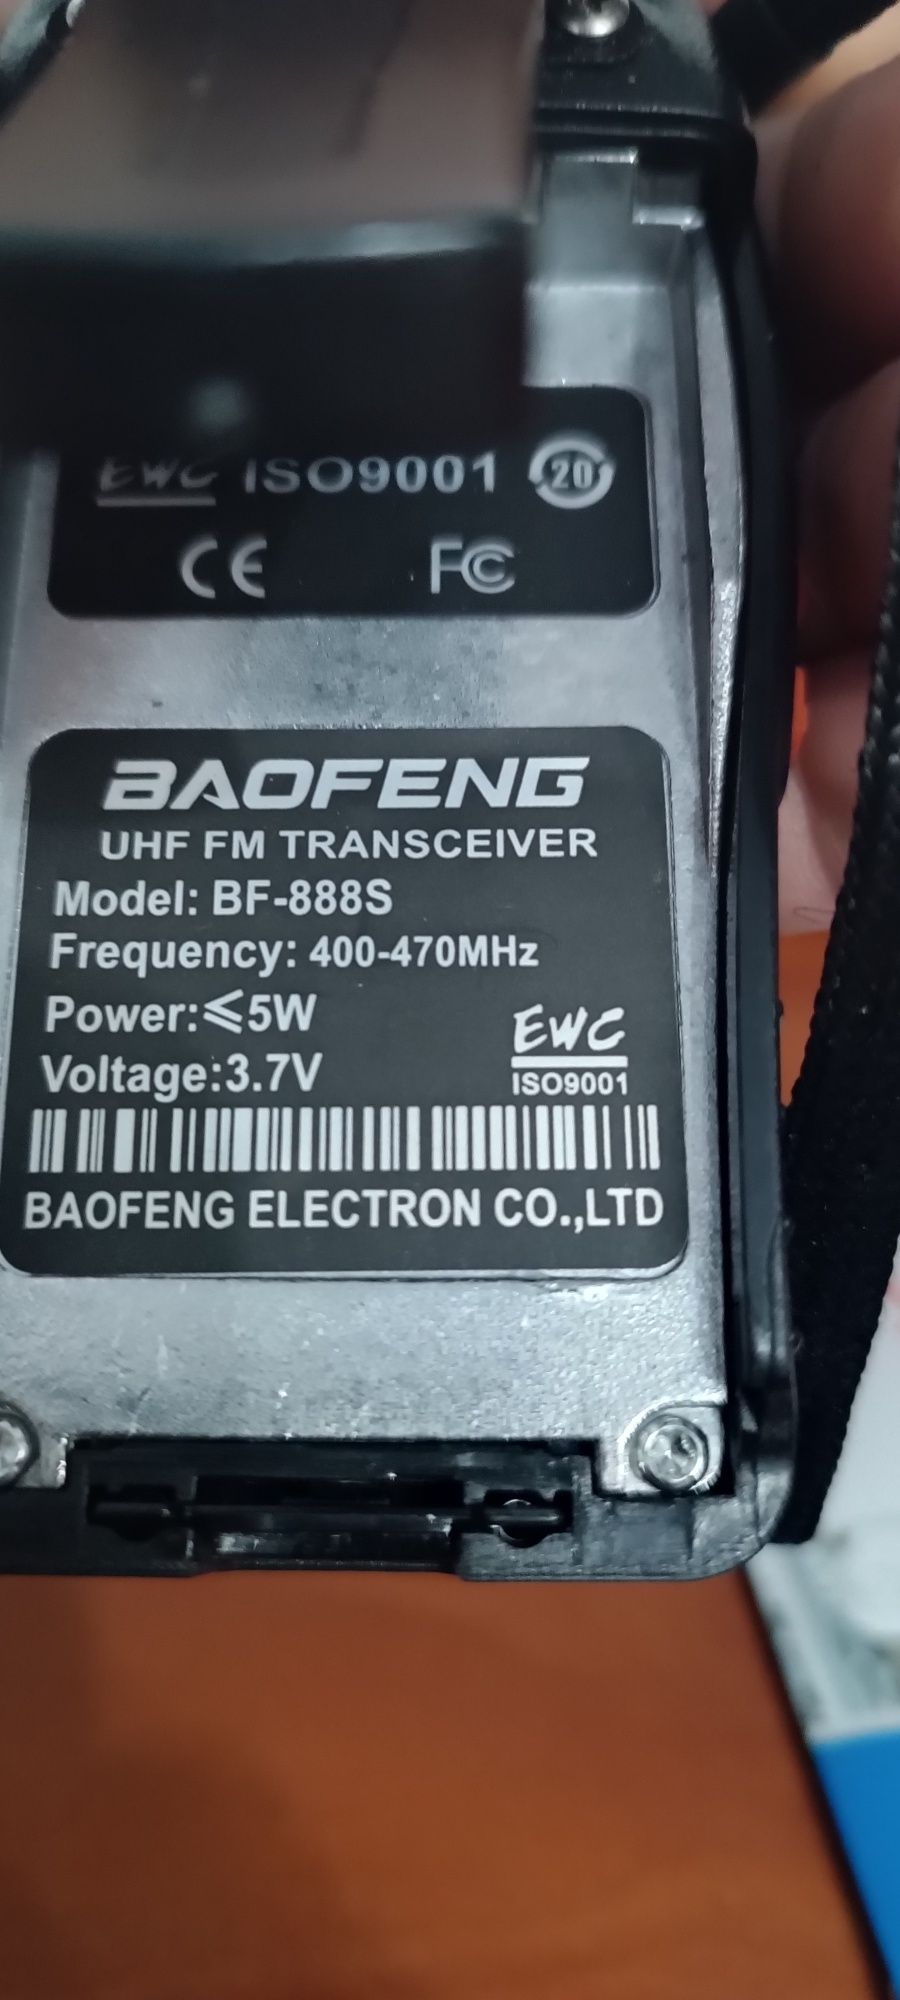 EWC ISO9001 20
CE FC
BAOFENG
UHF FM TRANSCEIVER
Model: BF-888S
Frequency: 400-470MHz
Power:≤5W
Voltage:3.7V
EWC
ISO9001
BAOFENG ELECTRON CO.,LTD